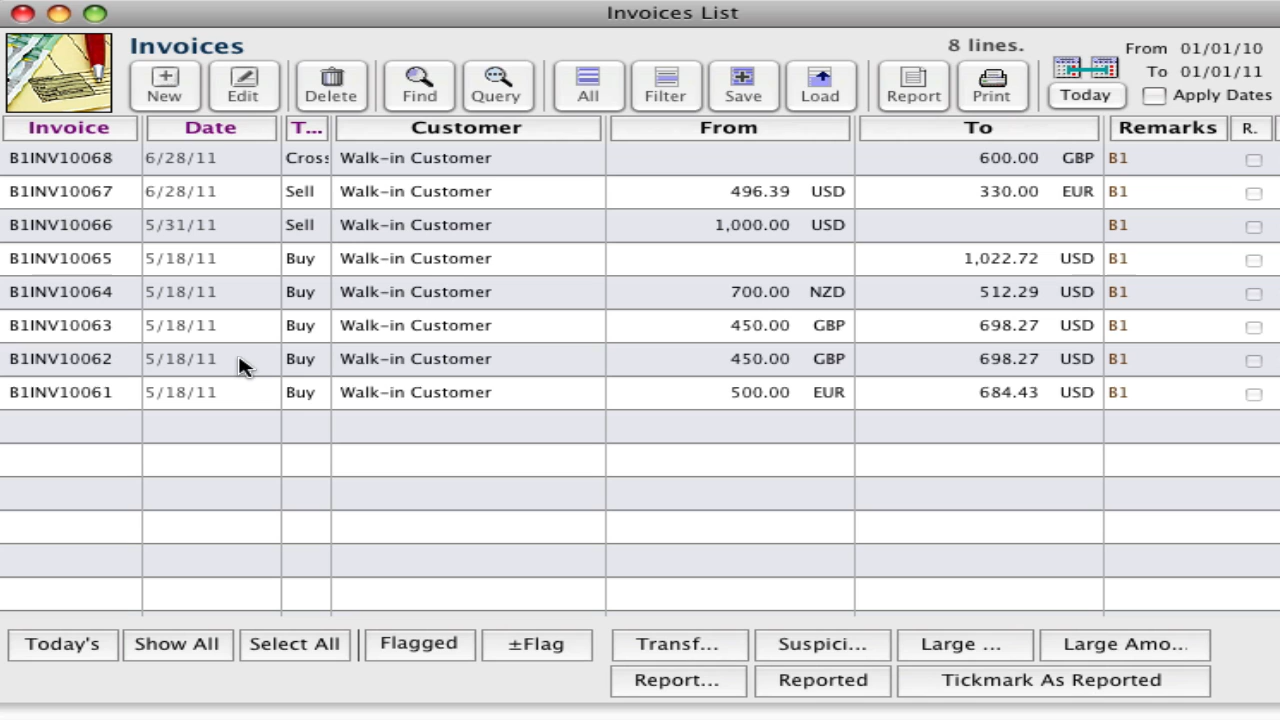 Invoices List
Invoices
8 lines.
From 01/01/10
To 01/01/11
New Edit Delete Find Query All Filter Save Load Report Print Today Apply Dates
Invoice Date T... Customer From To Remarks R.
B1INV10068 6/28/11 Cross Walk-in Customer 600.00 GBP B1
B1INV10067 6/28/11 Sell Walk-in Customer 496.39 USD 330.00 EUR B1
B1INV10066 5/31/11 Sell Walk-in Customer 1,000.00 USD B1
B1INV10065 5/18/11 Buy Walk-in Customer 1,022.72 USD B1
B1INV10064 5/18/11 Buy Walk-in Customer 700.00 NZD 512.29 USD B1
B1INV10063 5/18/11 Buy Walk-in Customer 450.00 GBP 698.27 USD B1
B1INV10062 5/18/11 Buy Walk-in Customer 450.00 GBP 698.27 USD B1
B1INV10061 5/18/11 Buy Walk-in Customer 500.00 EUR 684.43 USD B1
Today's Show All Select All Flagged ±Flag Transf... Suspici... Large ... Large Amo...
Report... Reported Tickmark As Reported